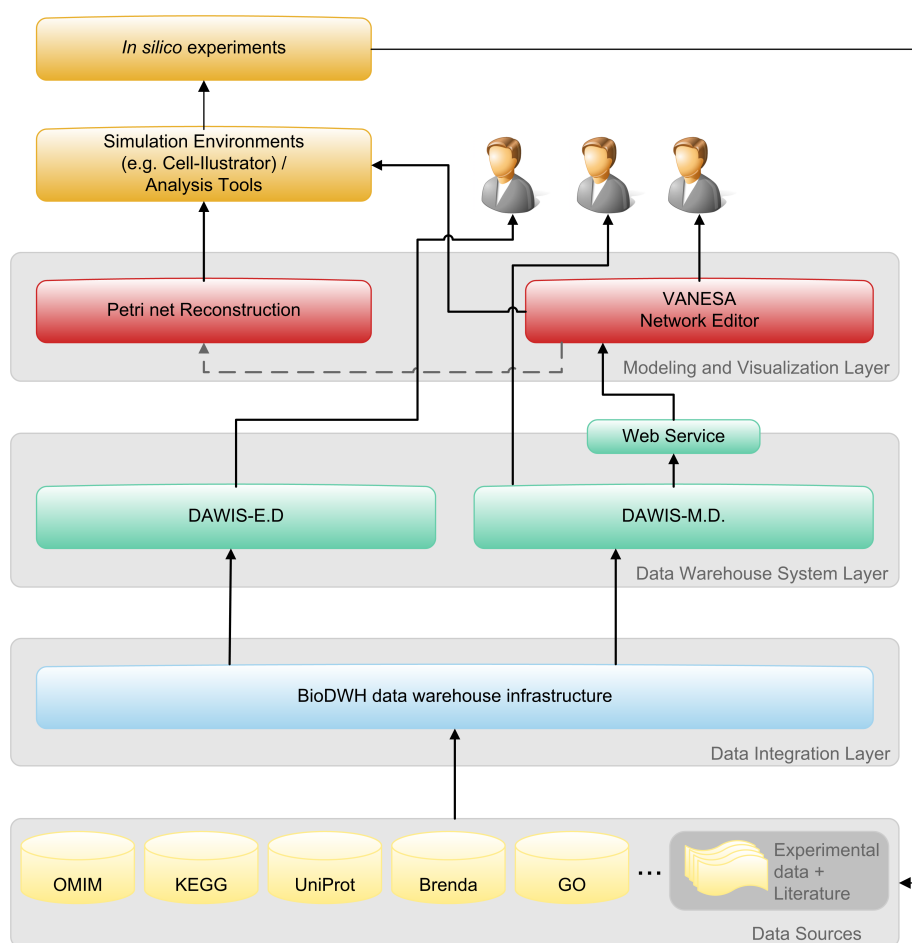 In silico experiments
Simulation Environments
(e.g. Cell-Ilustrator) /
Analysis Tools
Petri net Reconstruction
VANESA
Network Editor
Modeling and Visualization Layer
Web Service
DAWIS-E.D
DAWIS-M.D.
Data Warehouse System Layer
BioDWH data warehouse infrastructure
Data Integration Layer
OMIM
KEGG
UniProt
Brenda
GO
...
Experimental
data +
Literature
Data Sources